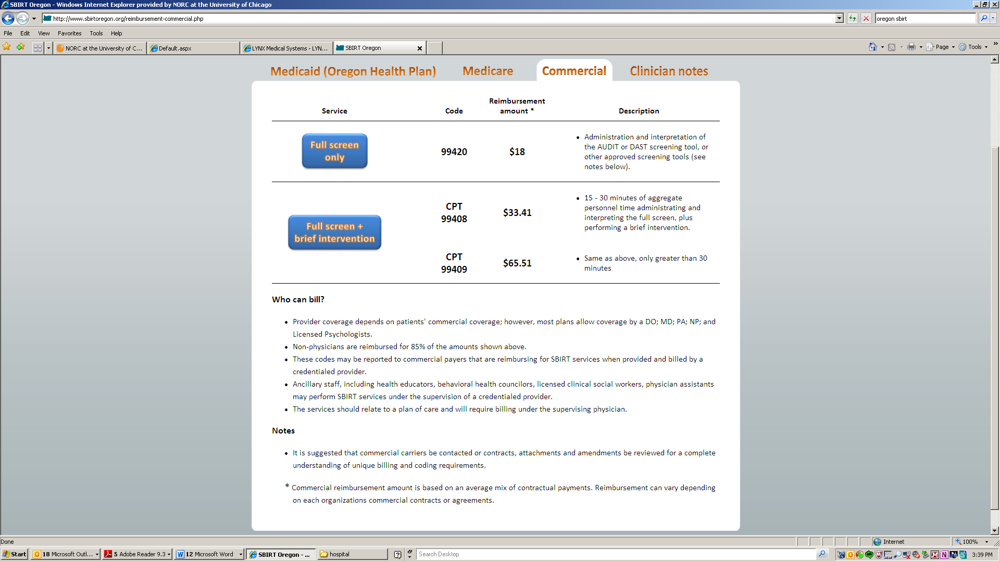 SBIRT Oregon - Windows Internet Explorer provided by NORC at the University of Chicago
http://www.sbirtoregon.org/reimbursement-commercial.php
oregon sbirt
File Edit View Favorites Tools Help
NORC at the University of C...
Default.aspx
LYNX Medical Systems - LYN...
SBIRT Oregon
Page
Tools
Medicaid (Oregon Health Plan)
Medicare
Commercial
Clinician notes
Service
Code
Reimbursement
amount *
Description
Full screen
only
99420
$18
• Administration and interpretation of
the AUDIT or DAST screening tool, or
other approved screening tools (see
notes below).
Full screen +
brief intervention
CPT
99408
$33.41
• 15 - 30 minutes of aggregate
personnel time administrating and
interpreting the full screen, plus
performing a brief intervention.
CPT
99409
$65.51
• Same as above, only greater than 30
minutes
Who can bill?
• Provider coverage depends on patients' commercial coverage; however, most plans allow coverage by a DO; MD; PA; NP; and
Licensed Psychologists.
• Non-physicians are reimbursed for 85% of the amounts shown above.
• These codes may be reported to commercial payers that are reimbursing for SBIRT services when provided and billed by a
credentialed provider.
• Ancillary staff, including health educators, behavioral health councilors, licensed clinical social workers, physician assistants
may perform SBIRT services under the supervision of a credentialed provider.
• The services should relate to a plan of care and will require billing under the supervising physician.
Notes
• It is suggested that commercial carriers be contacted or contracts, attachments and amendments be reviewed for a complete
understanding of unique billing and coding requirements.
* Commercial reimbursement amount is based on an average mix of contractual payments. Reimbursement can vary depending
on each organizations commercial contracts or agreements.
Done
Internet
100%
Start
18 Microsoft Outl...
5 Adobe Reader 9.3
12 Microsoft Word
SBIRT Oregon - ...
hospital
Search Desktop
3:39 PM